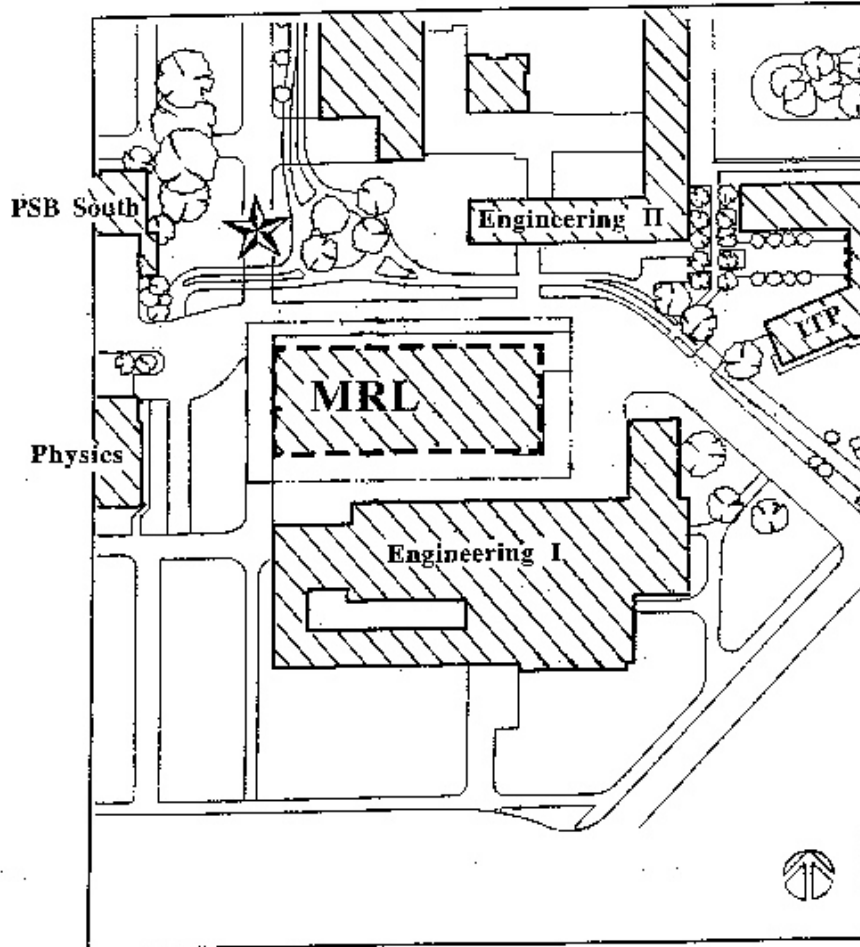 PSB South
Engineering II
ITP
MRL
Physics
Engineering I